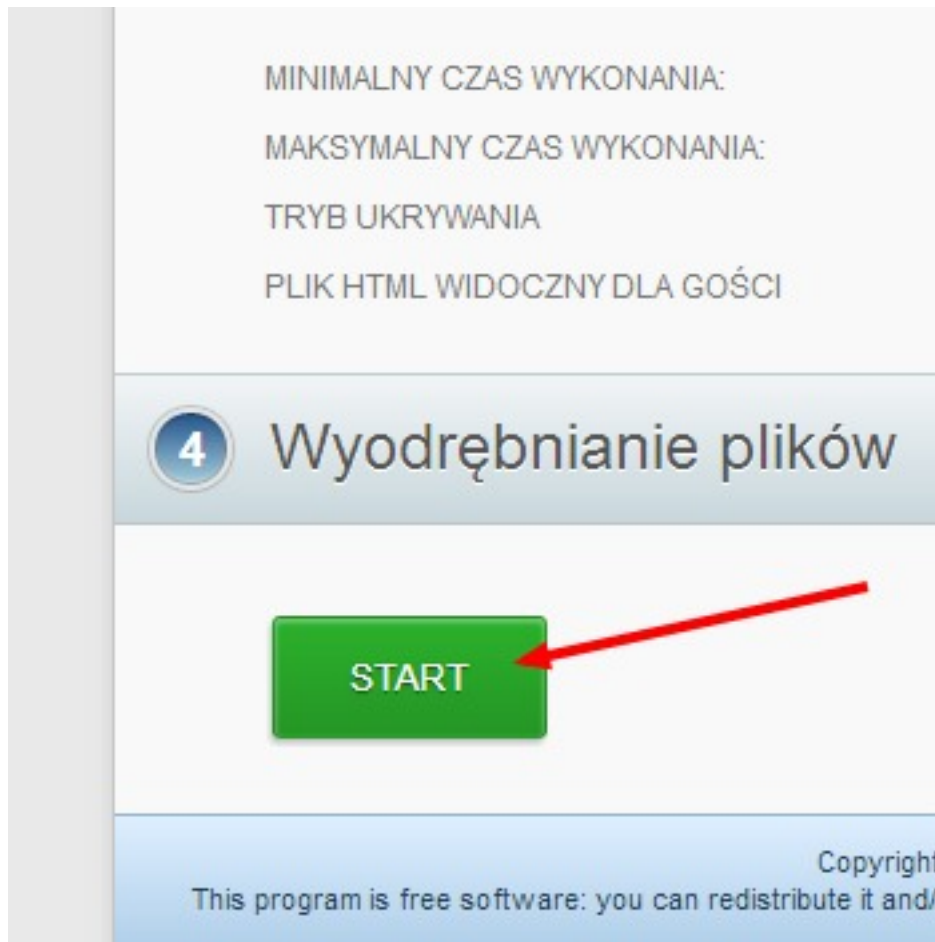 MINIMALNY CZAS WYKONANIA:
MAKSYMALNY CZAS WYKONANIA:
TRYB UKRYWANIA
PLIK HTML WIDOCZNY DLA GOŚCI
4 Wyodrębnianie plików
START
Copyright
This program is free software: you can redistribute it and/